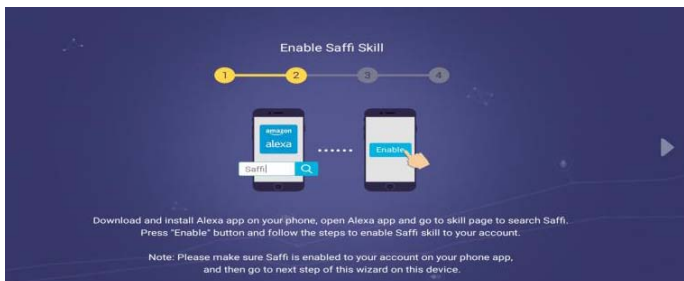 Enable Saffi Skill
1 2 3 4
amazon
alexa
Saffi
Enable
Download and install Alexa app on your phone, open Alexa app and go to skill page to search Saffi.
Press "Enable" button and follow the steps to enable Saffi skill to your account.
Note: Please make sure Saffi is enabled to your account on your phone app,
and then go to next step of this wizard on this device.